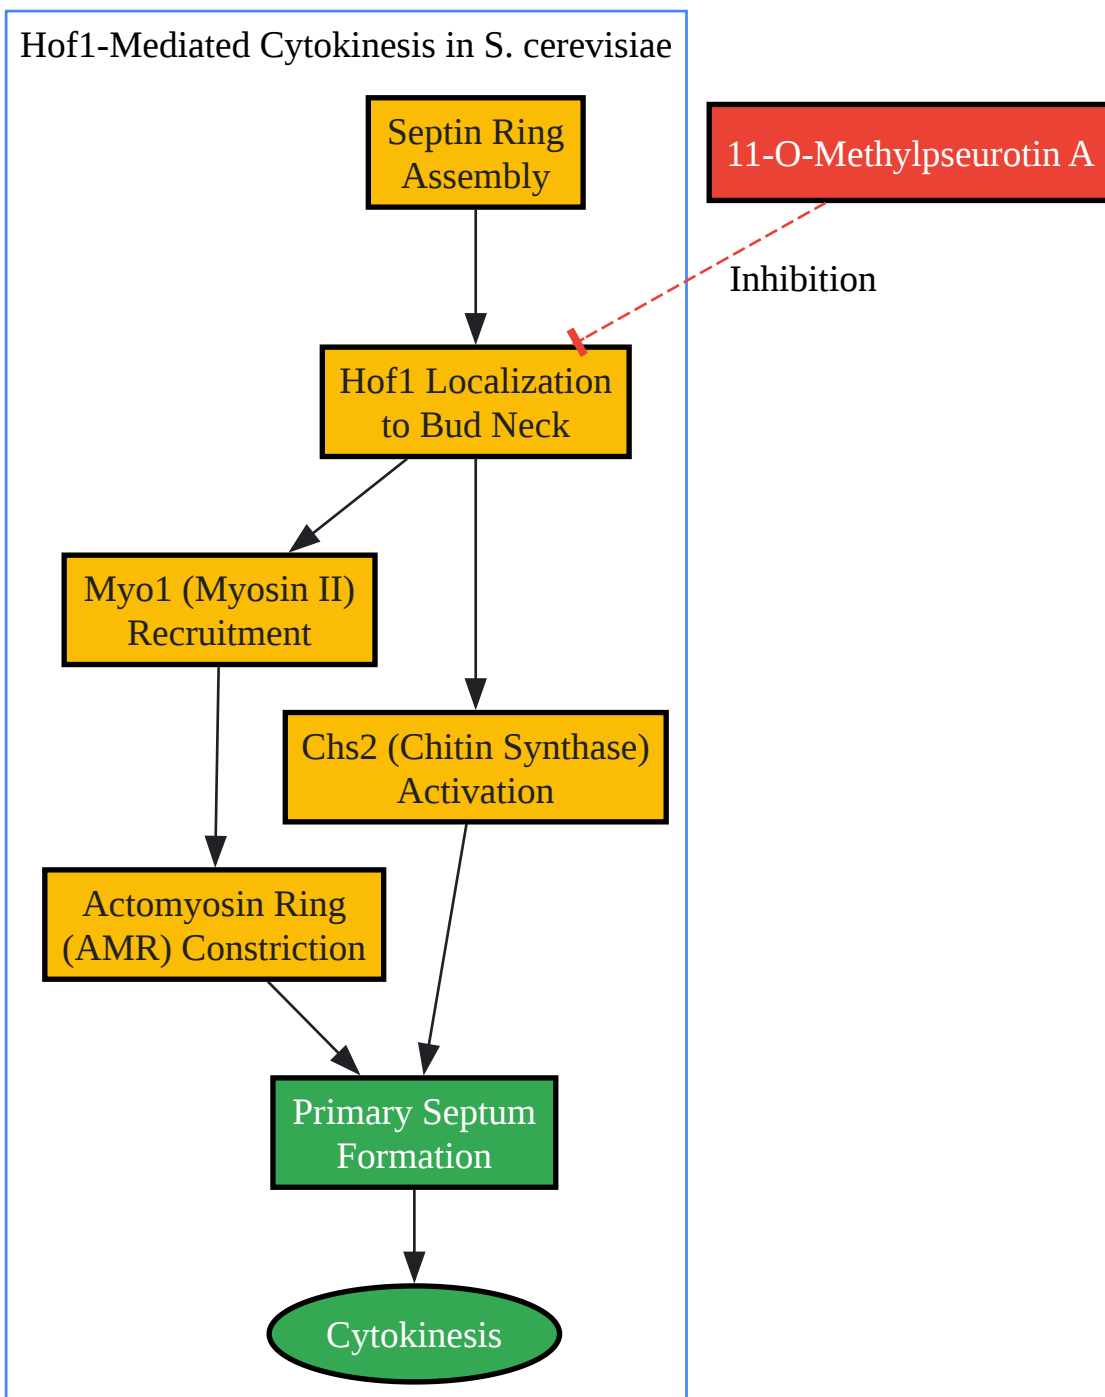 Hof1-Mediated Cytokinesis in S. cerevisiae
Septin Ring
Assembly
11-O-Methylpseurotin A
Inhibition
Hof1 Localization
to Bud Neck
Myo1 (Myosin II)
Recruitment
Chs2 (Chitin Synthase)
Activation
Actomyosin Ring
(AMR) Constriction
Primary Septum
Formation
Cytokinesis